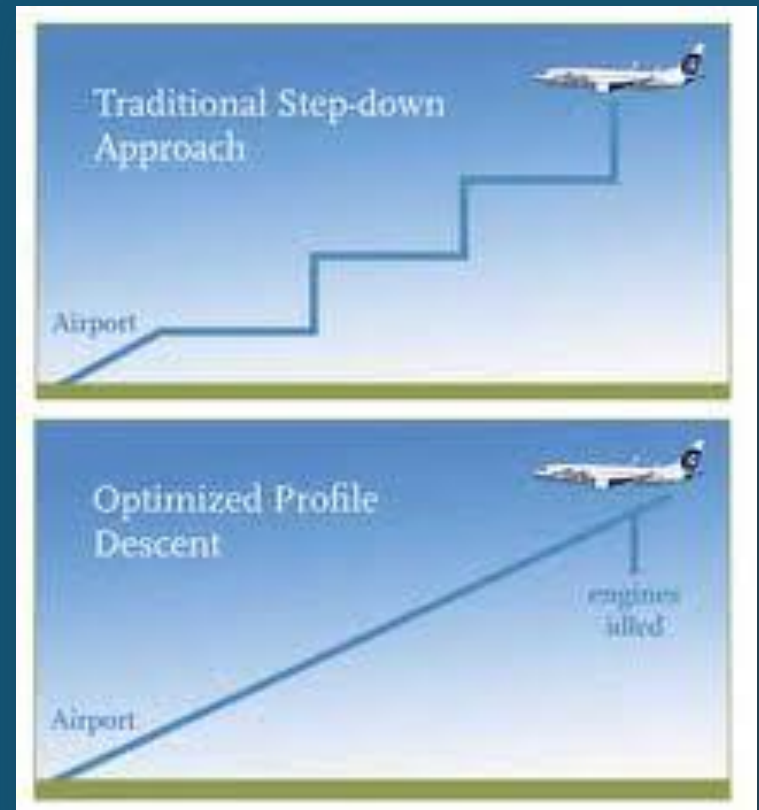 Traditional Step-down
Approach
Airport
Optimized Profile
Descent
engines
idled
Airport